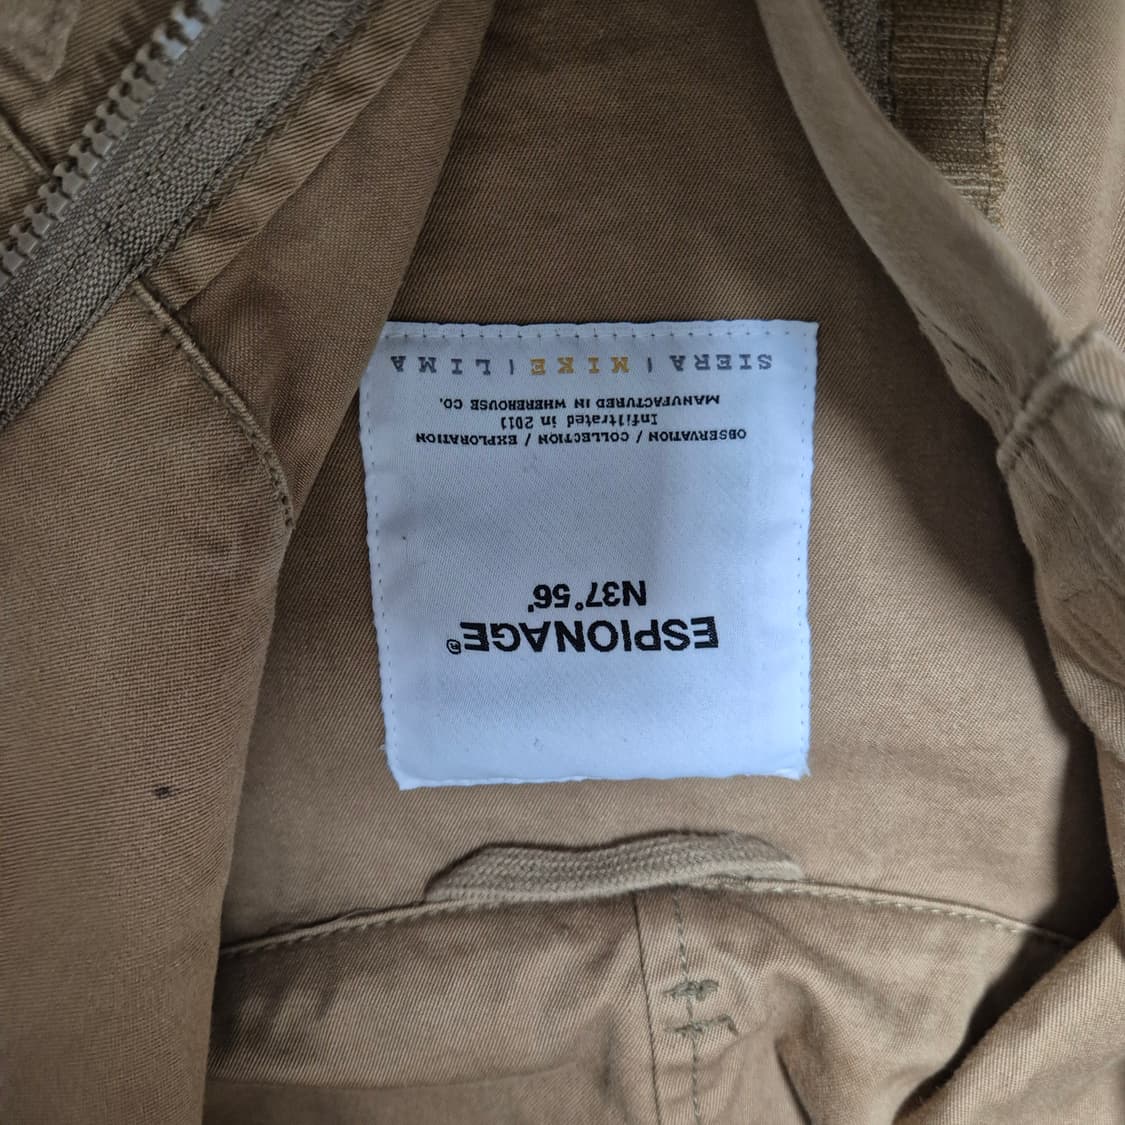 ESPIONAGE®
N37°56'
OBSERVATION / COLLECTION / EXPLORATION
Infiltrated in 2011
MANUFACTURED IN WHEREHOUSE CO.
SIERA | MIKE | LIMA